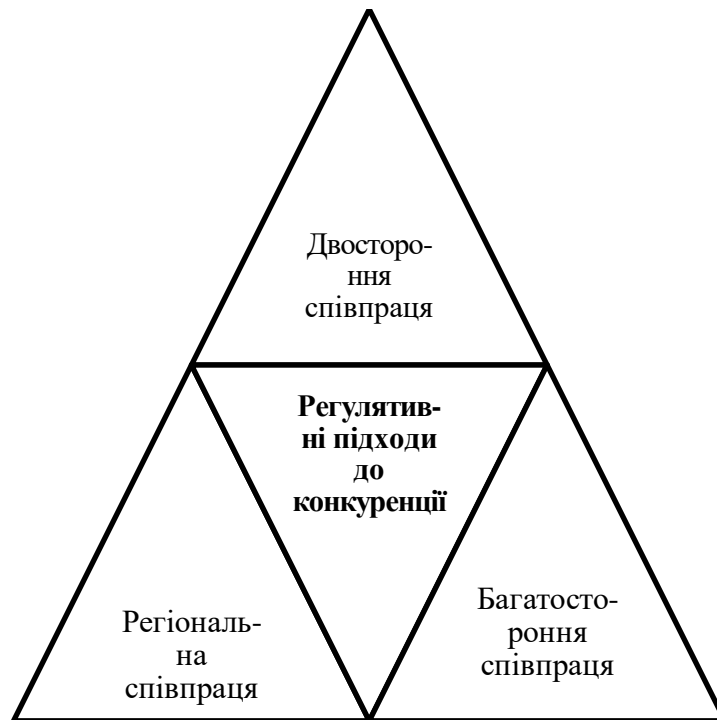 Двосторо-
ння
співпраця
Регулятив-
ні підходи
до
конкуренції
Регіональ-
на
співпраця
Багатосто-
роння
співпраця